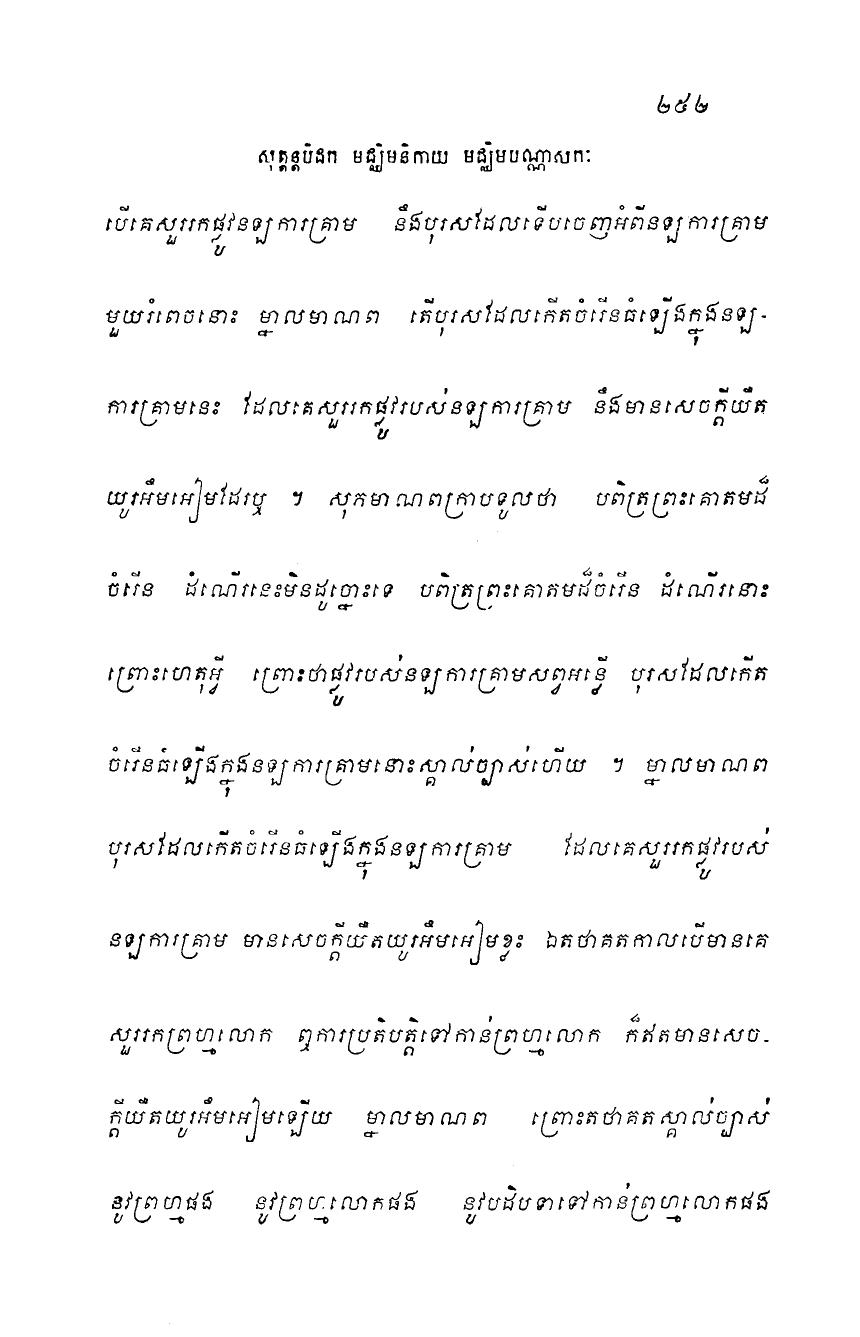 ២៥២
សុត្តន្តបិដក មជ្ឈិមនិកាយ មជ្ឈិមបណ្ណាសកៈ
បើគេសួររកផ្លូវនឡការគ្រាម នឹងបុរសដែលទើបចេញអំពីនឡការគ្រាម
មួយរំពេចនោះ ម្នាលមាណព តើបុរសដែលកើតចំរើនធំឡើងក្នុងនឡ-
ការគ្រាមនេះ ដែលគេសួររកផ្លូវរបស់នឡការគ្រាម នឹងមានសេចក្តីយឺត
យូរអឹមអៀមដែរឬ ។ សុភមាណពក្រាបទូលថា បពិត្រព្រះគោតមដ៏
ចំរើន ដំណើរនេះមិនដូច្នោះទេ បពិត្រព្រះគោតមដ៏ចំរើន ដំណើរនោះ
ព្រោះហេតុអ្វី ព្រោះថាផ្លូវរបស់នឡការគ្រាមសព្វអន្លើ បុរសដែលកើត
ចំរើនធំឡើងក្នុងនឡការគ្រាមនោះស្គាល់ច្បាស់ហើយ ។ ម្នាលមាណព
បុរសដែលកើតចំរើនធំឡើងក្នុងនឡការគ្រាម ដែលគេសួររកផ្លូវរបស់
នឡការគ្រាម មានសេចក្តីយឺតយូរអឹមអៀមខ្លះ ឯតថាគតកាលបើមានគេ
សួររកព្រហ្មលោក ឮការប្រតិបត្តិទៅកាន់ព្រហ្មលោក ក៏ឥតមានសេច-
ក្តីយឺតយូរអឹមអៀមឡើយ ម្នាលមាណព ព្រោះតថាគតស្គាល់ច្បាស់
នូវព្រហ្មផង នូវព្រហ្មលោកផង នូវបដិបទាទៅកាន់ព្រហ្មលោកផង